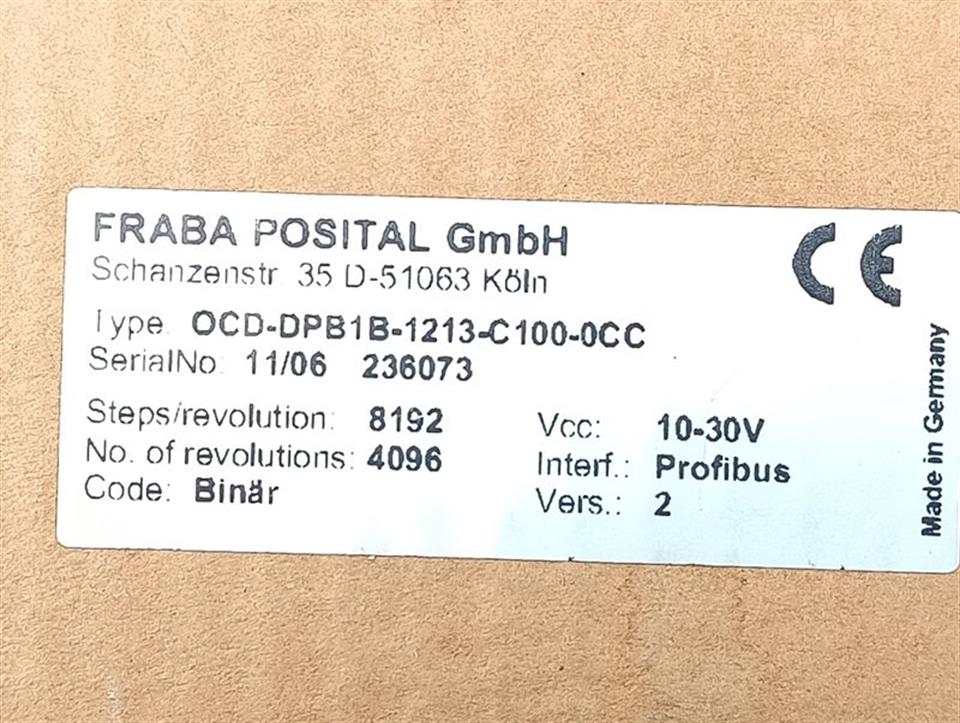 FRABA POSITAL GmbH
CE
Schanzenstr. 35 D-51063 Köln
Type: OCD-DPB1B-1213-C100-0CC
SerialNo: 11/06 236073
Steps/revolution: 8192 Vcc: 10-30V
No. of revolutions: 4096 Interf.: Profibus
Code: Binär Vers.: 2
Made in Germany